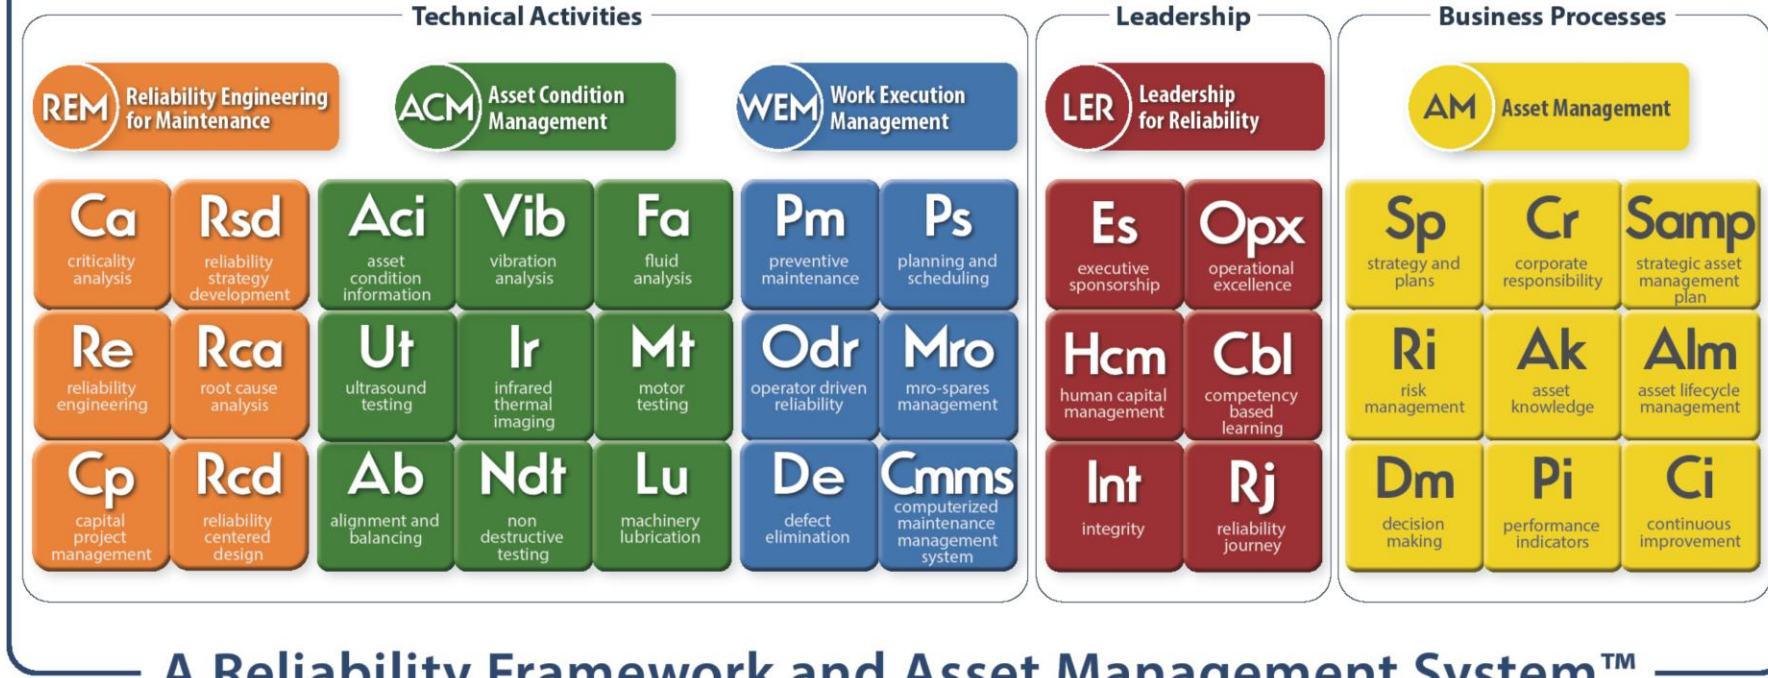 Technical Activities
Leadership
Business Processes
REM
Reliability Engineering
for Maintenance
ACM
Asset Condition
Management
WEM
Work Execution
Management
LER
Leadership
for Reliability
AM
Asset Management
Ca
criticality
analysis
Rsd
reliability
strategy
development
Aci
asset
condition
information
Vib
vibration
analysis
Fa
fluid
analysis
Pm
preventive
maintenance
Ps
planning and
scheduling
Es
executive
sponsorship
Opx
operational
excellence
Sp
strategy and
plans
Cr
corporate
responsibility
Samp
strategic asset
management
plan
Re
reliability
engineering
Rca
root cause
analysis
Ut
ultrasound
testing
Ir
infrared
thermal
imaging
Mt
motor
testing
Odr
operator driven
reliability
Mro
mro-spares
management
Hcm
human capital
management
Cbl
competency
based
learning
Ri
risk
management
Ak
asset
knowledge
Alm
asset lifecycle
management
Cp
capital
project
management
Rcd
reliability
centered
design
Ab
alignment and
balancing
Ndt
non
destructive
testing
Lu
machinery
lubrication
De
defect
elimination
Cmms
computerized
maintenance
management
system
Int
integrity
Rj
reliability
journey
Dm
decision
making
Pi
performance
indicators
Ci
continuous
improvement
A Reliability Framework and Asset Management System™